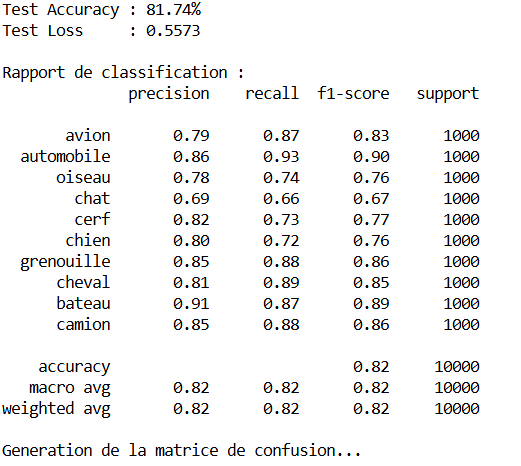 Test Accuracy : 81.74%
Test Loss     : 0.5573
Rapport de classification :
              precision    recall  f1-score   support
       avion       0.79      0.87      0.83      1000
  automobile       0.86      0.93      0.90      1000
      oiseau       0.78      0.74      0.76      1000
        chat       0.69      0.66      0.67      1000
        cerf       0.82      0.73      0.77      1000
       chien       0.80      0.72      0.76      1000
  grenouille       0.85      0.88      0.86      1000
      cheval       0.81      0.89      0.85      1000
      bateau       0.91      0.87      0.89      1000
      camion       0.85      0.88      0.86      1000
    accuracy                           0.82     10000
   macro avg       0.82      0.82      0.82     10000
weighted avg       0.82      0.82      0.82     10000
Generation de la matrice de confusion...